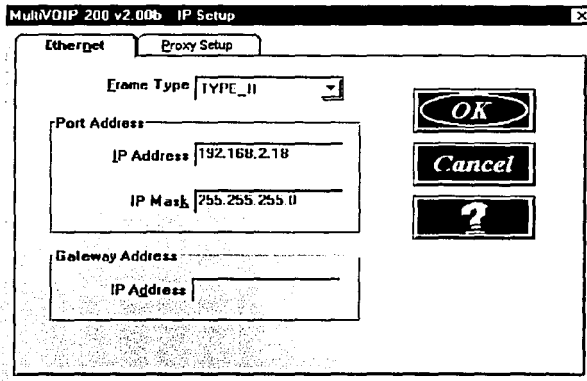 MultiVOIP 200 v2.00b IP Setup
Ethernet
Proxy Setup
Frame Type TYPE_II
OK
Port Address
IP Address 192.168.2.18
Cancel
IP Mask 255.255.255.0
?
Gateway Address
IP Address